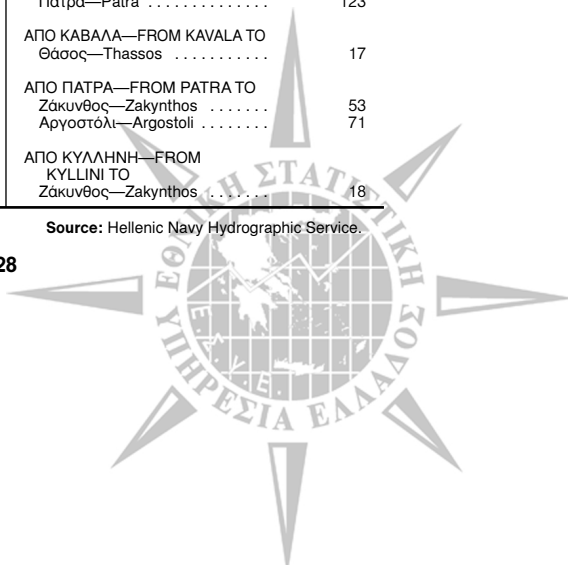 Πάτρα—Patra . . . . . . . . . . . . . . 123
ΑΠΟ ΚΑΒΑΛΑ—FROM KAVALA TO
Θάσος—Thassos . . . . . . . . . . . 17
ΑΠΟ ΠΑΤΡΑ—FROM PATRA TO
Ζάκυνθος—Zakynthos . . . . . . . 53
Αργοστόλι—Argostoli . . . . . . . . 71
ΑΠΟ ΚΥΛΛΗΝΗ—FROM
KYLLINI TO
Ζάκυνθος—Zakynthos . . . . . . . 18
Source: Hellenic Navy Hydrographic Service.
28
ΕΘΝΙΚΗ ΣΤΑΤΙΣΤΙΚΗ
ΥΠΗΡΕΣΙΑ ΕΛΛΑΔΟΣ
Ε.Σ.Υ.Ε.